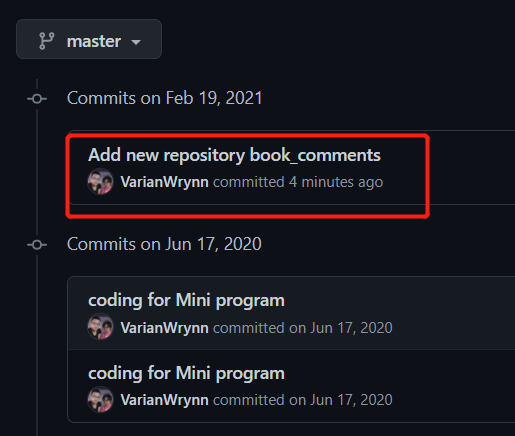 master
Commits on Feb 19, 2021
Add new repository book_comments
VarianWrynn committed 4 minutes ago
Commits on Jun 17, 2020
coding for Mini program
VarianWrynn committed on Jun 17, 2020
coding for Mini program
VarianWrynn committed on Jun 17, 2020